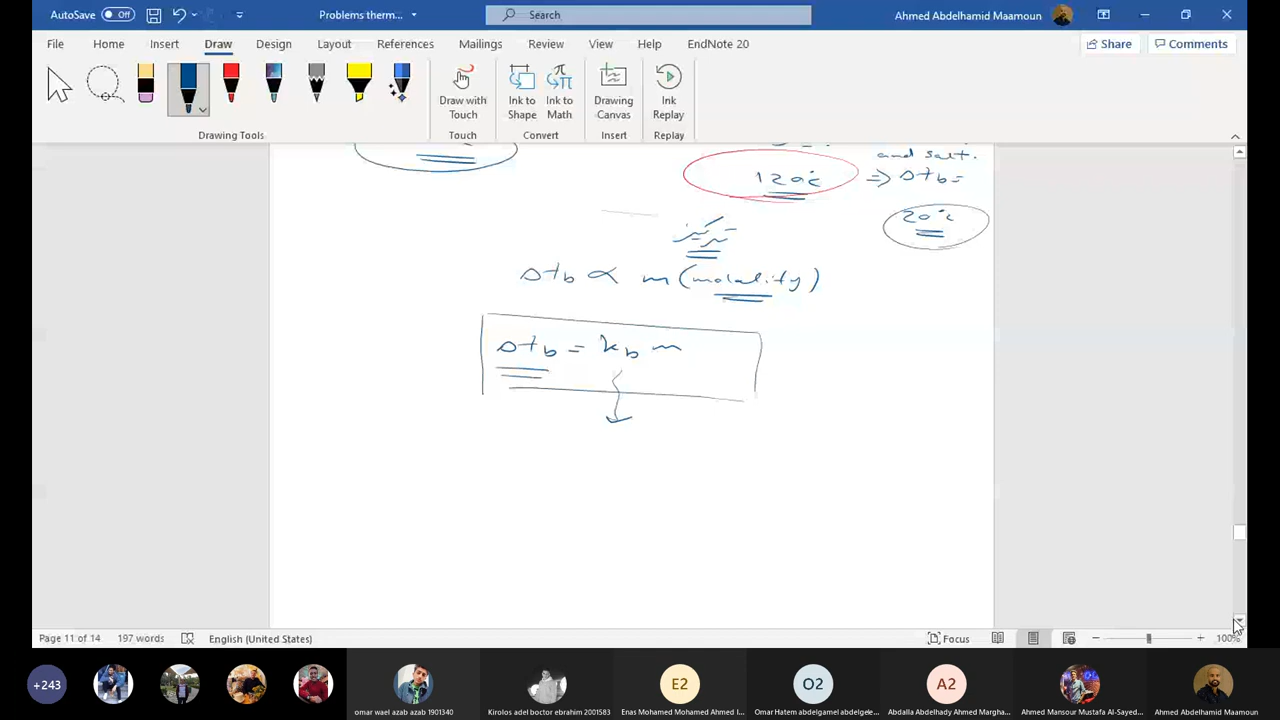 AutoSave Off
Problems therm...
Search
Ahmed Abdelhamid Maamoun
File Home Insert Draw Design Layout References Mailings Review View Help EndNote 20
Share Comments
Draw with Touch
Ink to Shape
Ink to Math
Drawing Canvas
Ink Replay
Drawing Tools
Touch
Convert
Insert
Replay
and salt.
120°c
=> Δtb=
20°c
تركيز
Δtb ∝ m (molality)
Δtb = kb m
Page 11 of 14 197 words English (United States)
Focus
100%
+243
omar wael azab azab 1901340
Kirolos adel boctor ebrahim 2001583
E2
Enas Mohamed Mohamed Ahmed I...
O2
Omar Hatem abdelgamel abdelgele...
A2
Abdalla Abdelhady Ahmed Margha...
Ahmed Mansour Mustafa Al-Sayed...
Ahmed Abdelhamid Maamoun